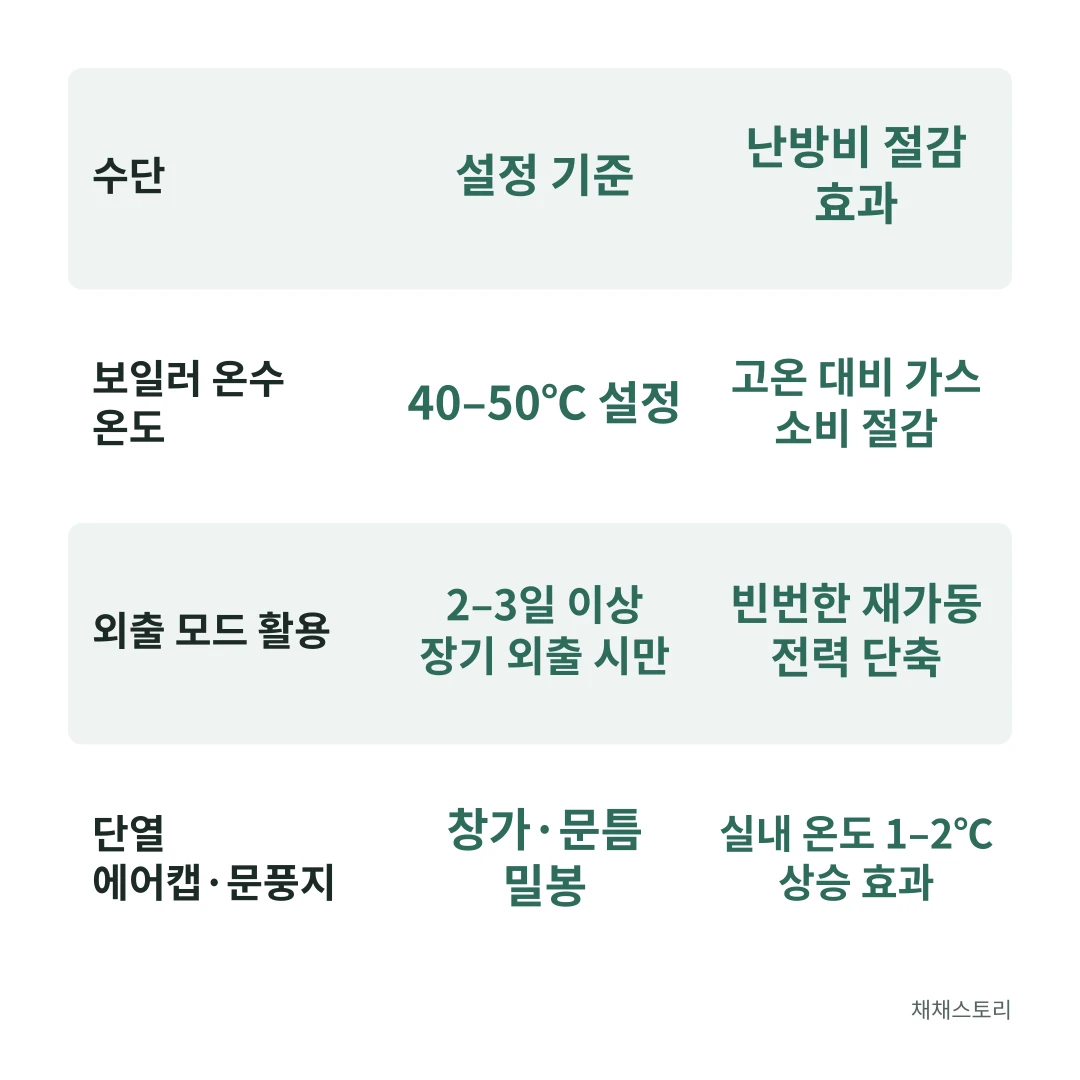 수단
설정 기준
난방비 절감
효과
보일러 온수
온도
40–50℃ 설정
고온 대비 가스
소비 절감
외출 모드 활용
2–3일 이상
장기 외출 시만
빈번한 재가동
전력 단축
단열
에어캡·문풍지
창가·문틈
밀봉
실내 온도 1–2℃
상승 효과
채채스토리